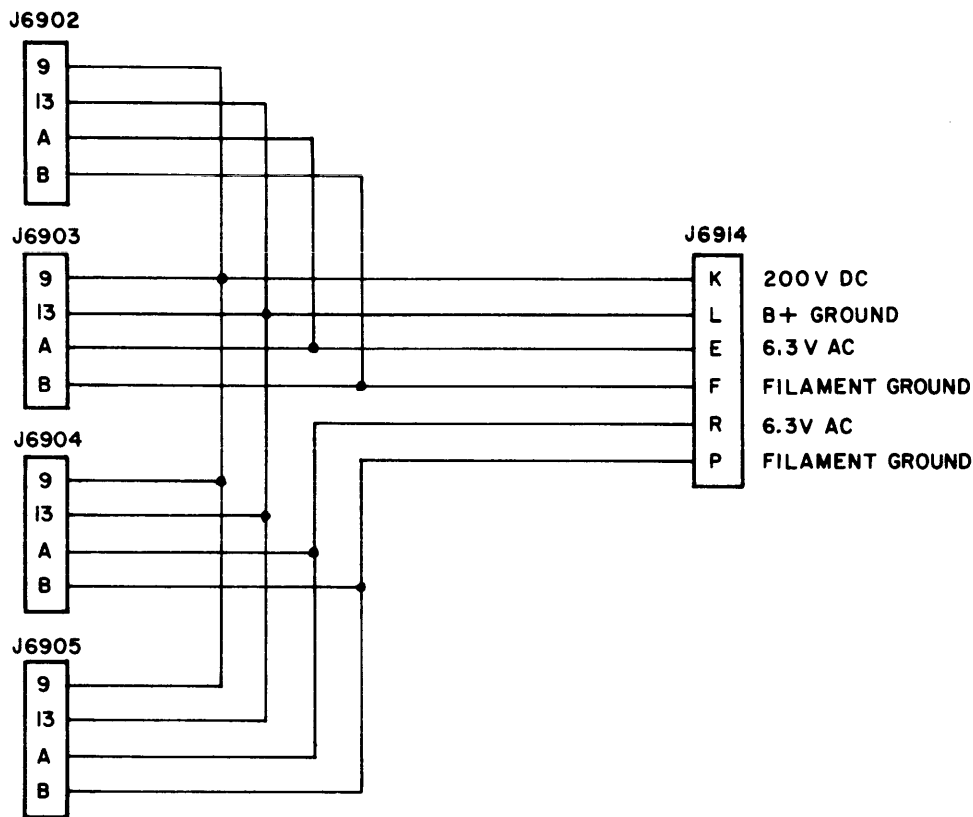 J6902
9
13
A
B
J6903
9
13
A
B
J6904
9
13
A
B
J6905
9
13
A
B
J6914
K 200V DC
L B+ GROUND
E 6.3V AC
F FILAMENT GROUND
R 6.3V AC
P FILAMENT GROUND